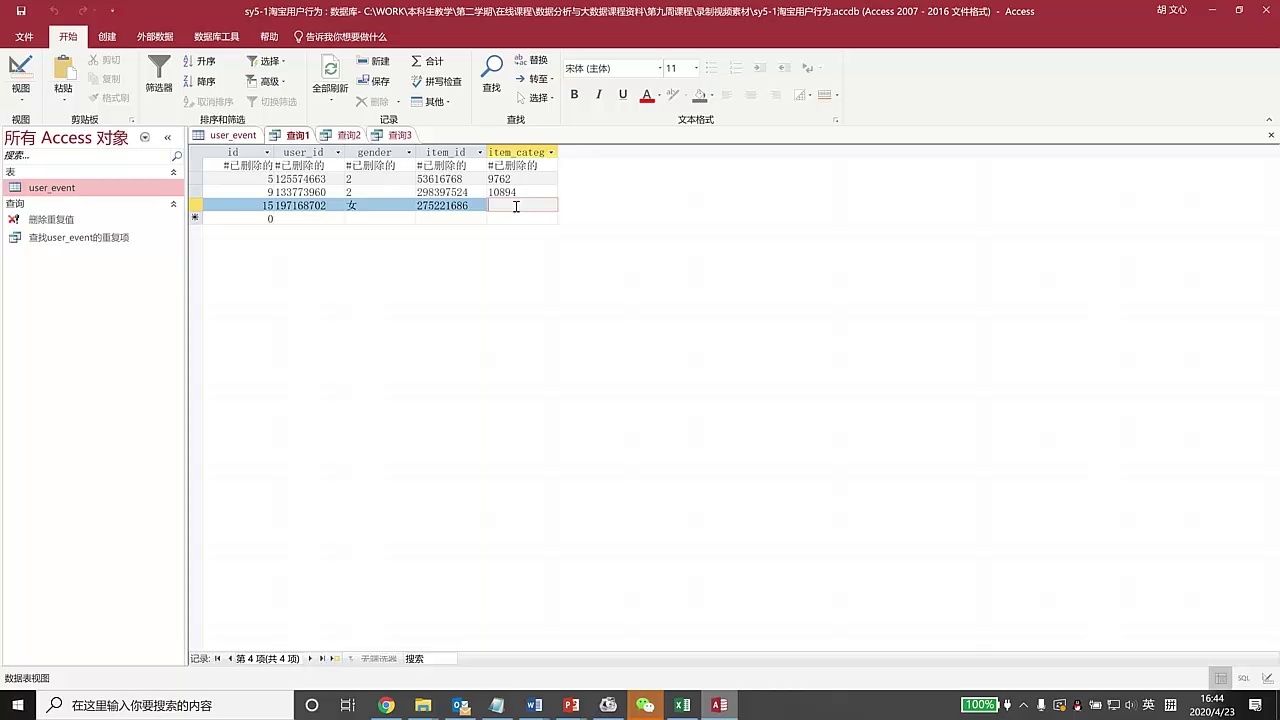 sy5-1淘宝用户行为 : 数据库- C:\WORK\本科生教学\第二学期\在线课程\数据分析与大数据课程资料\第九周课程\录制视频素材\sy5-1淘宝用户行为.accdb (Access 2007 - 2016 文件格式) - Access
胡 文心
文件 开始 创建 外部数据 数据库工具 帮助 告诉我你想要做什么
视图
视图
粘贴
剪切
复制
格式刷
剪贴板
筛选器
升序
降序
取消排序
选择
高级
切换筛选
排序和筛选
全部刷新
新建
保存
删除
合计
拼写检查
其他
记录
查找
替换
转至
选择
查找
宋体 (主体) 11
B I U A
文本格式
所有 Access 对象
搜索...
表
user_event
查询
删除重复值
查找user_event的重复项
user_event 查询1 查询2 查询3
id user_id gender item_id item_categ
#已删除的 #已删除的 #已删除的 #已删除的 #已删除的
5 125574663 2 53616768 9762
9 133773960 2 298397524 10894
15 197168702 女 275221686
0
记录: 第 4 项(共 4 项) 无筛选器 搜索
数据表视图
SQL
在这里输入你要搜索的内容
100%
英
拼
16:44
2020/4/23